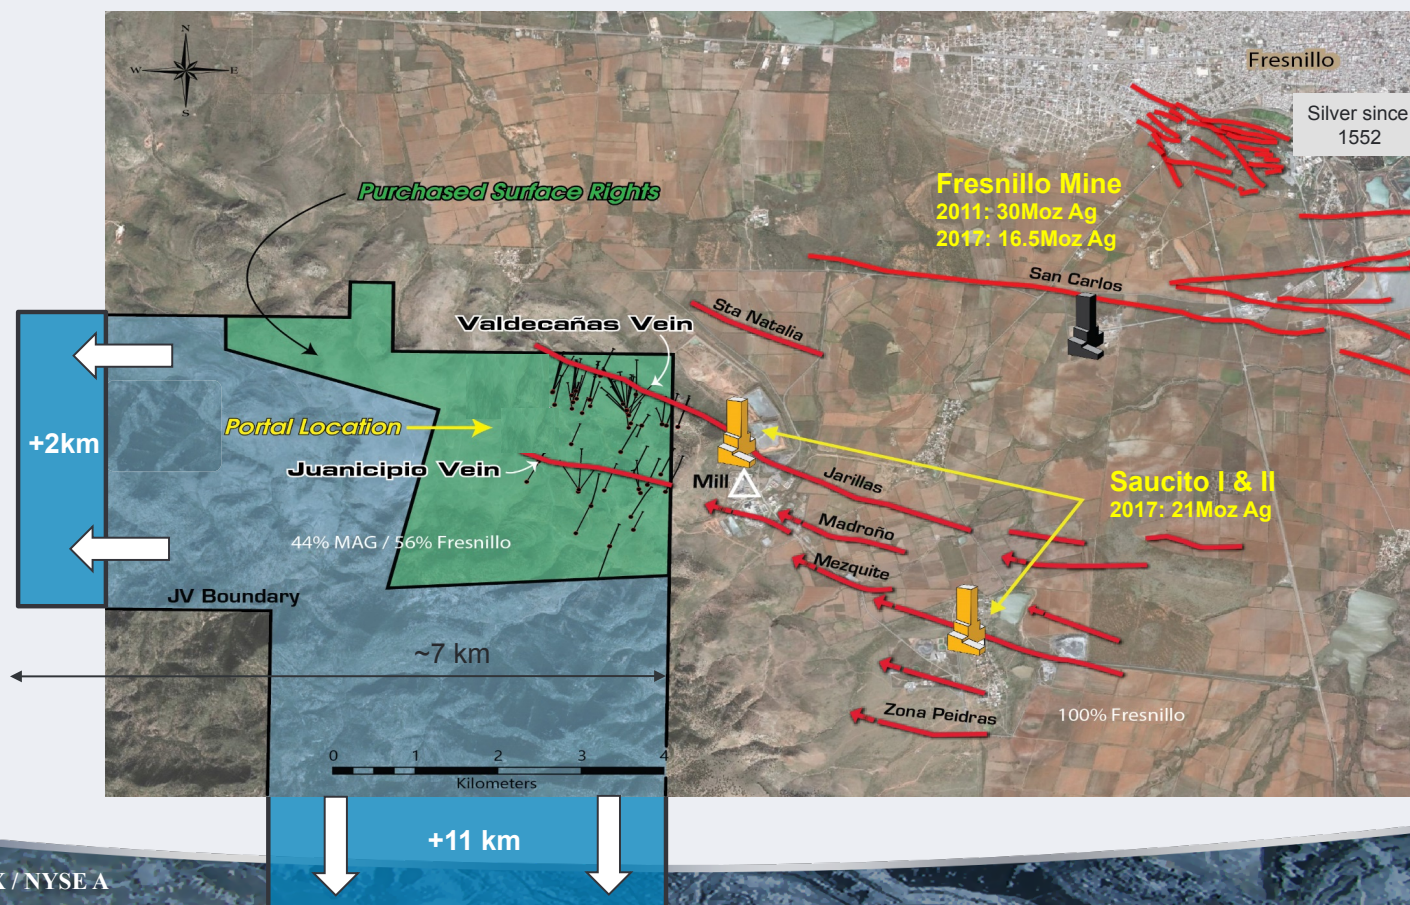 N
W
E
S
Fresnillo
Silver since
1552
Purchased Surface Rights
Fresnillo Mine
2011: 30Moz Ag
2017: 16.5Moz Ag
San Carlos
Sta Natalia
Valdecañas Vein
+2km
Portal Location
Juanicipio Vein
Mill
Jarillas
Saucito I & II
2017: 21Moz Ag
Madroño
44% MAG / 56% Fresnillo
Mezquite
JV Boundary
~7 km
Zona Peidras
100% Fresnillo
0 1 2 3 4
Kilometers
+11 km
X / NYSE A